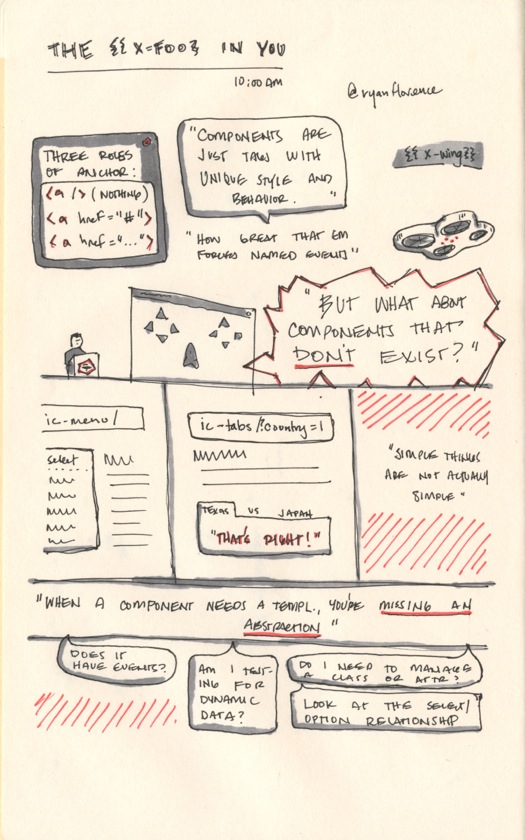 THE {{X=FOO}} IN YOU
10:00 AM
@ryanflorence
THREE ROLES
OF ANCHOR:
<a /> (NOTHING)
<a href="#">
<a href="...">
"COMPONENTS ARE
JUST TAGS WITH
UNIQUE STYLE AND
BEHAVIOR."
"HOW GREAT THAT EM
FORCES NAMED EVENTS"
{{X-wing}}
"BUT WHAT ABOUT
COMPONENTS THAT
DON'T EXIST?"
ic-menu/
select
ic-tabs/?country=1
TEXAS US JAPAN
"THAT'S RIGHT!"
"SIMPLE THINGS
ARE NOT ACTUALLY
SIMPLE"
"WHEN A COMPONENT NEEDS A TEMPL., YOU'RE MISSING AN
ABSTRACTION"
DOES IT
HAVE EVENTS?
AM I TEST-
ING FOR
DYNAMIC
DATA?
DO I NEED TO MANAGE
A CLASS OR ATTR?
LOOK AT THE SELECT/
OPTION RELATIONSHIP